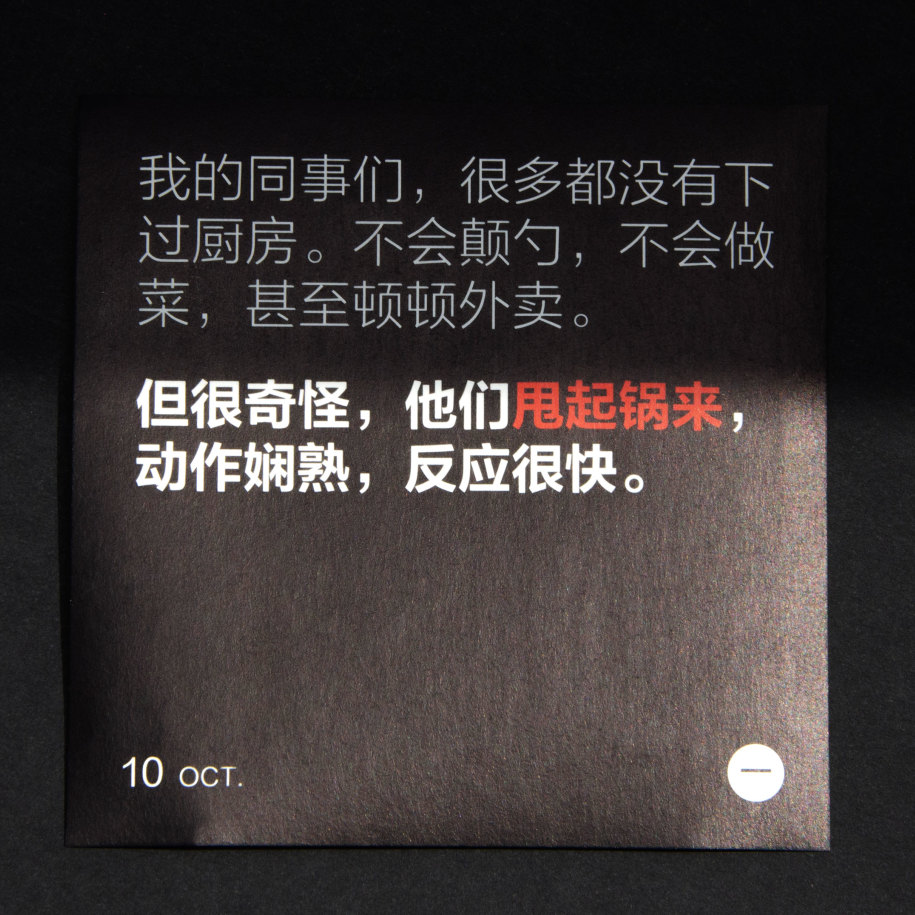 我的同事们，很多都没有下
过厨房。不会颠勺，不会做
菜，甚至顿顿外卖。
但很奇怪，他们甩起锅来，
动作娴熟，反应很快。
10 OCT.
一